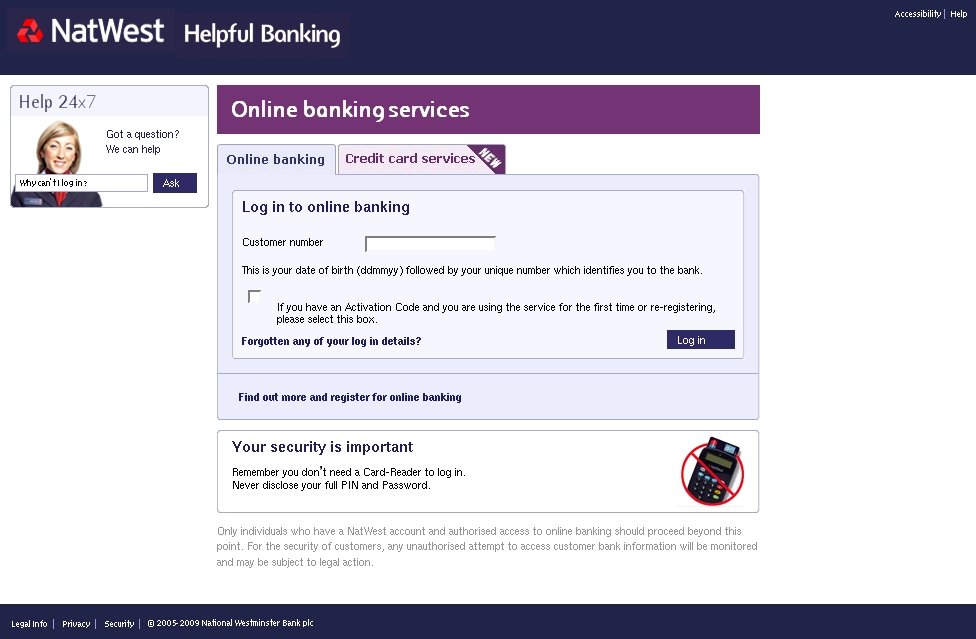 NatWest Helpful Banking
Accessibility | Help
Help 24x7
Got a question?
We can help
Why can't I log in?
Ask
Online banking services
Online banking
Credit card services
NEW
Log in to online banking
Customer number
This is your date of birth (ddmmyy) followed by your unique number which identifies you to the bank.
If you have an Activation Code and you are using the service for the first time or re-registering,
please select this box.
Forgotten any of your log in details?
Log in
Find out more and register for online banking
Your security is important
Remember you don't need a Card-Reader to log in.
Never disclose your full PIN and Password.
Only individuals who have a NatWest account and authorised access to online banking should proceed beyond this
point. For the security of customers, any unauthorised attempt to access customer bank information will be monitored
and may be subject to legal action.
Legal Info | Privacy | Security | © 2005-2009 National Westminster Bank plc